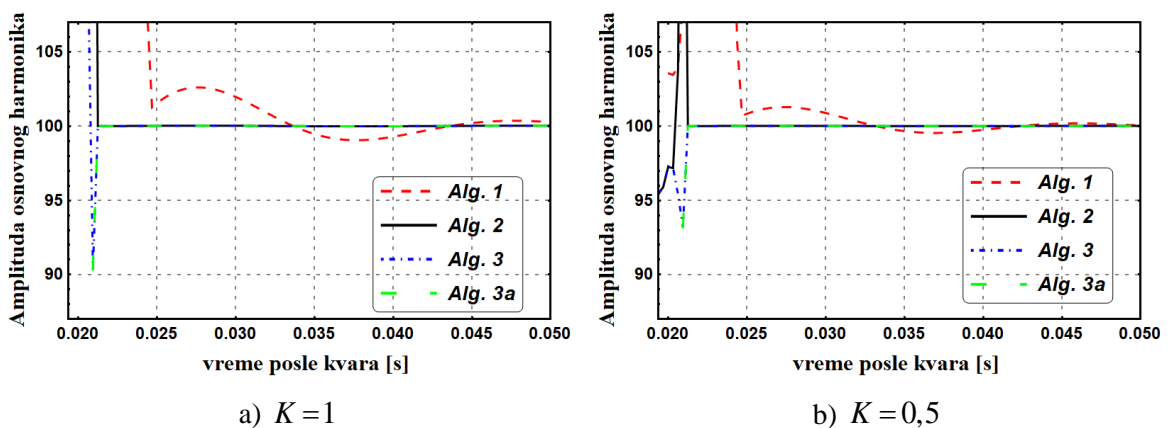 Amplituda osnovnog harmonika
105
100
95
90
Alg. 1
Alg. 2
Alg. 3
Alg. 3a
0.020 0.025 0.030 0.035 0.040 0.045 0.050
vreme posle kvara [s]
a) K = 1
Amplituda osnovnog harmonika
105
100
95
90
Alg. 1
Alg. 2
Alg. 3
Alg. 3a
0.020 0.025 0.030 0.035 0.040 0.045 0.050
vreme posle kvara [s]
b) K = 0,5